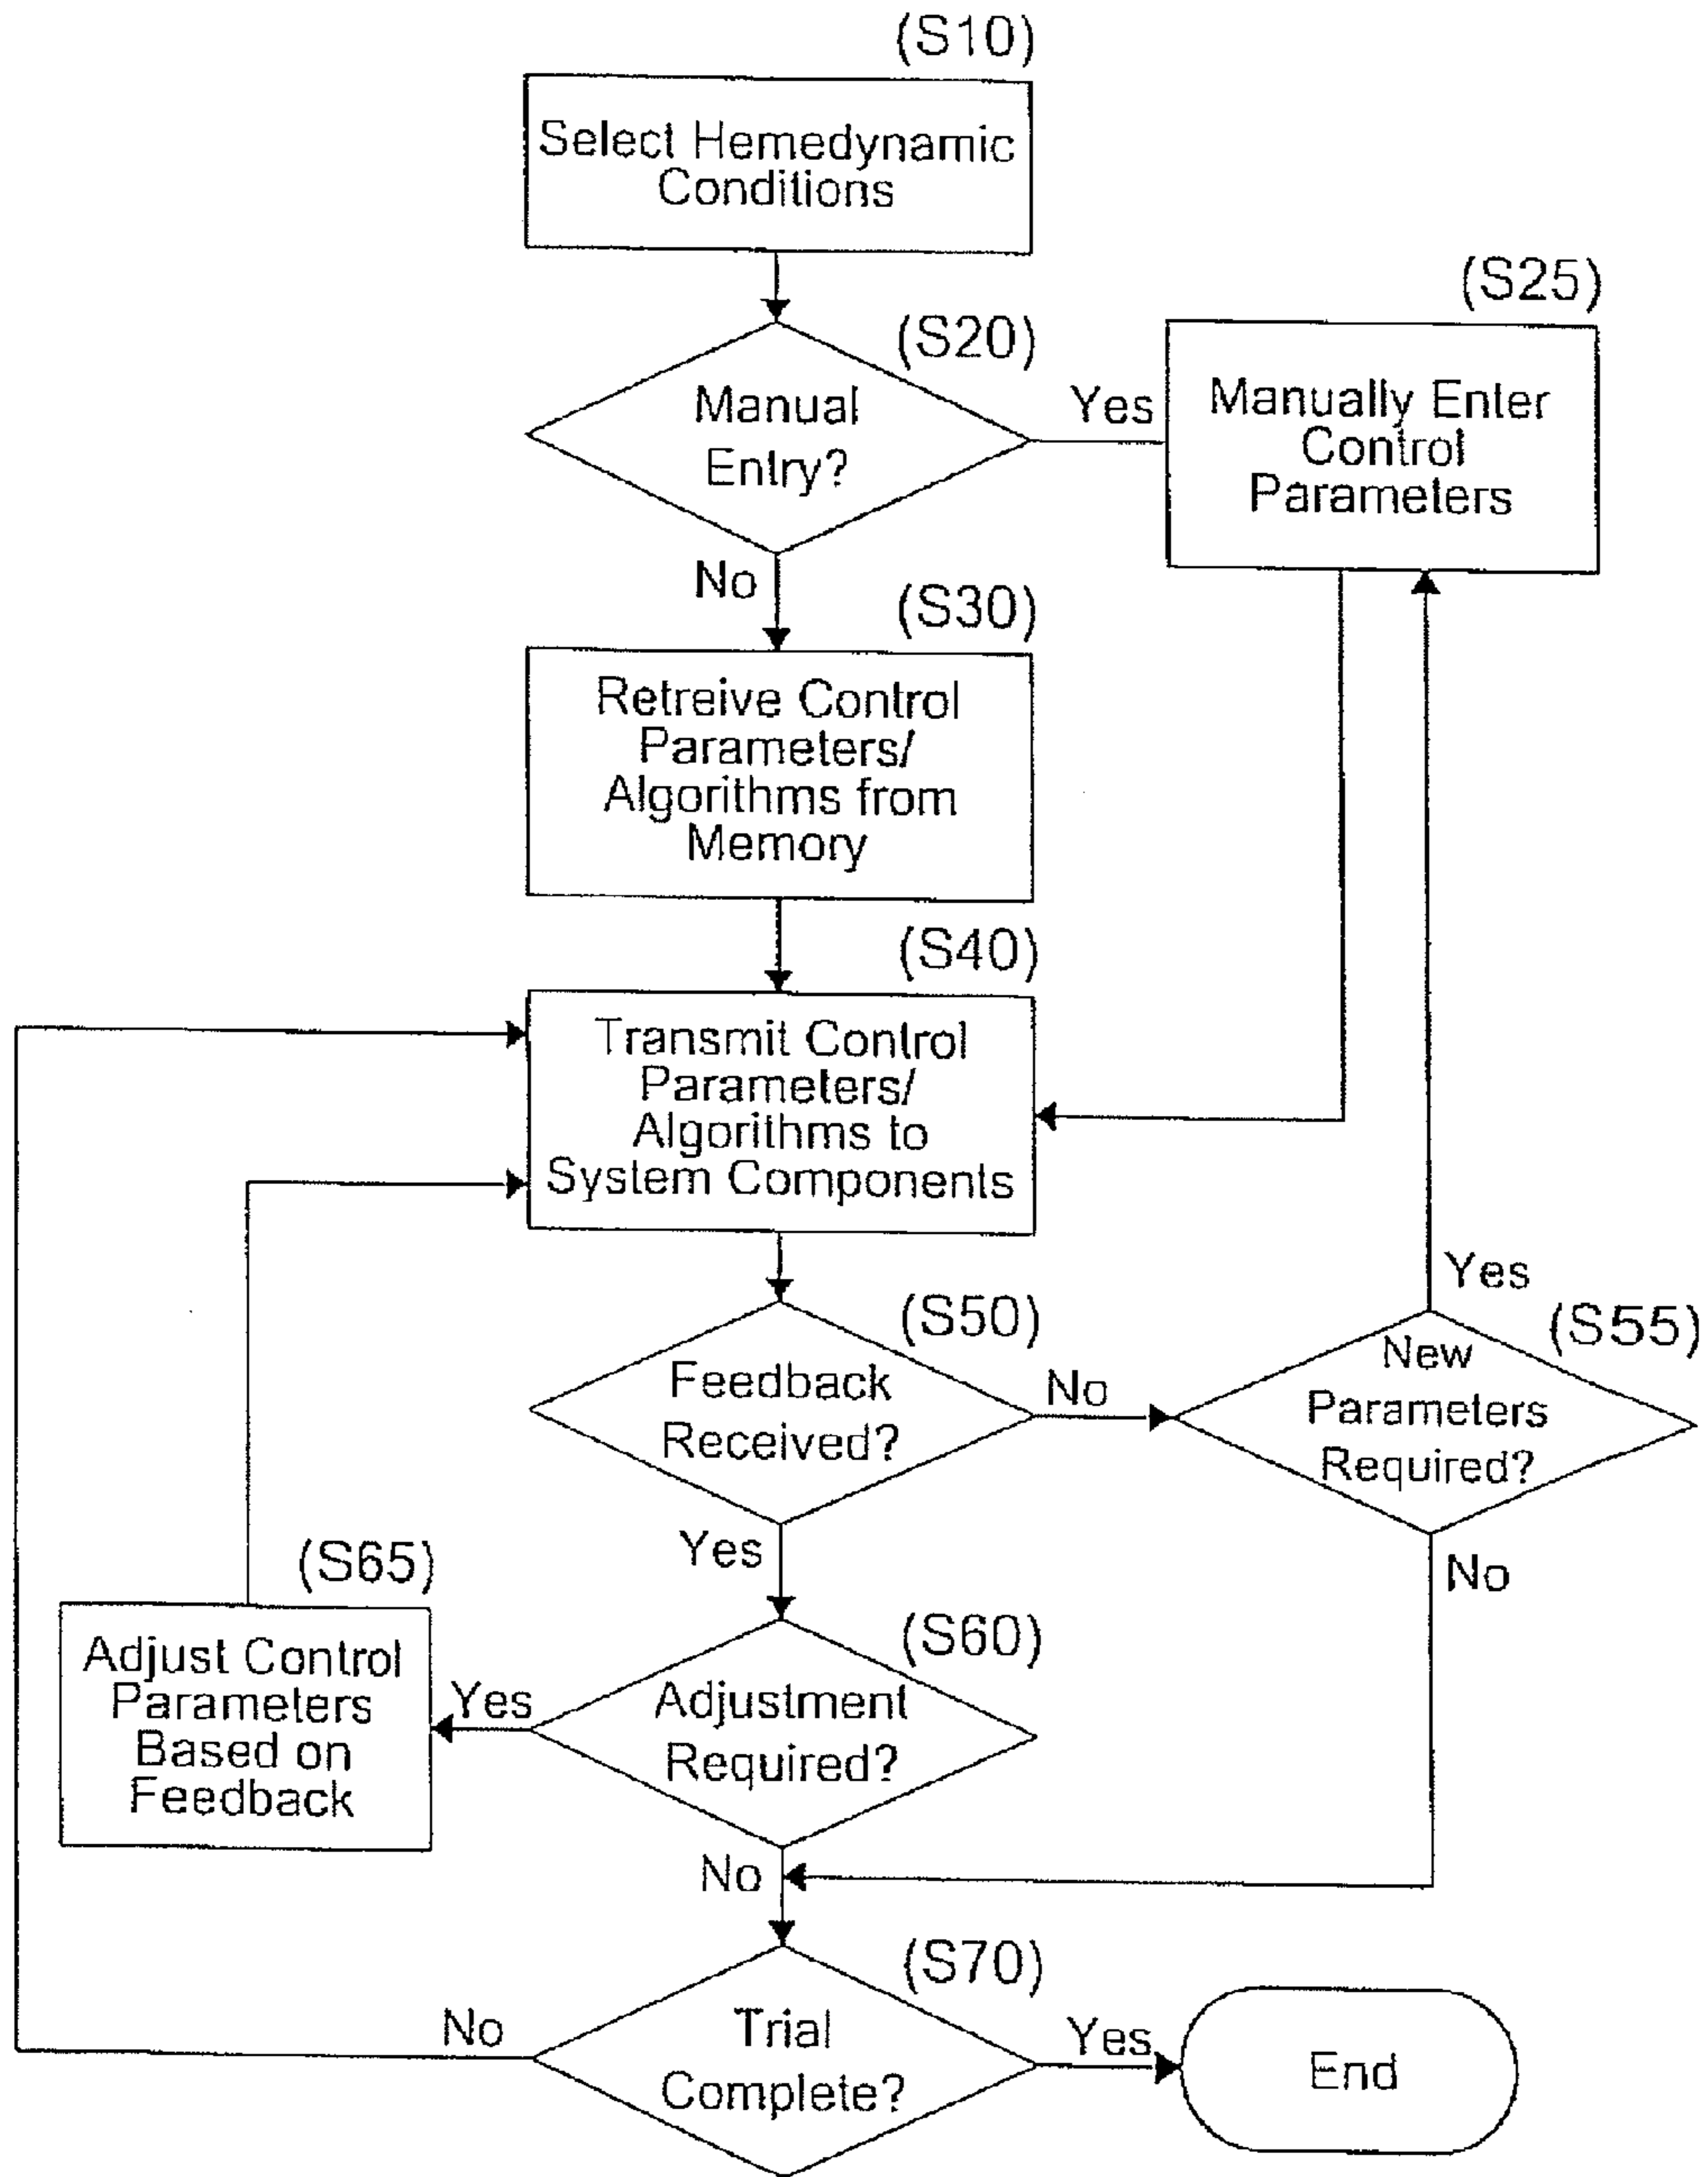 (S10)
Select Hemedynamic
Conditions
(S20)
Manual
Entry?
Yes
(S25)
Manually Enter
Control
Parameters
No
(S30)
Retreive Control
Parameters/
Algorithms from
Memory
(S40)
Transmit Control
Parameters/
Algorithms to
System Components
(S50)
Feedback
Received?
No
(S55)
New
Parameters
Required?
Yes
No
Yes
(S60)
Adjustment
Required?
Yes
(S65)
Adjust Control
Parameters
Based on
Feedback
No
(S70)
Trial
Complete?
No
Yes
End